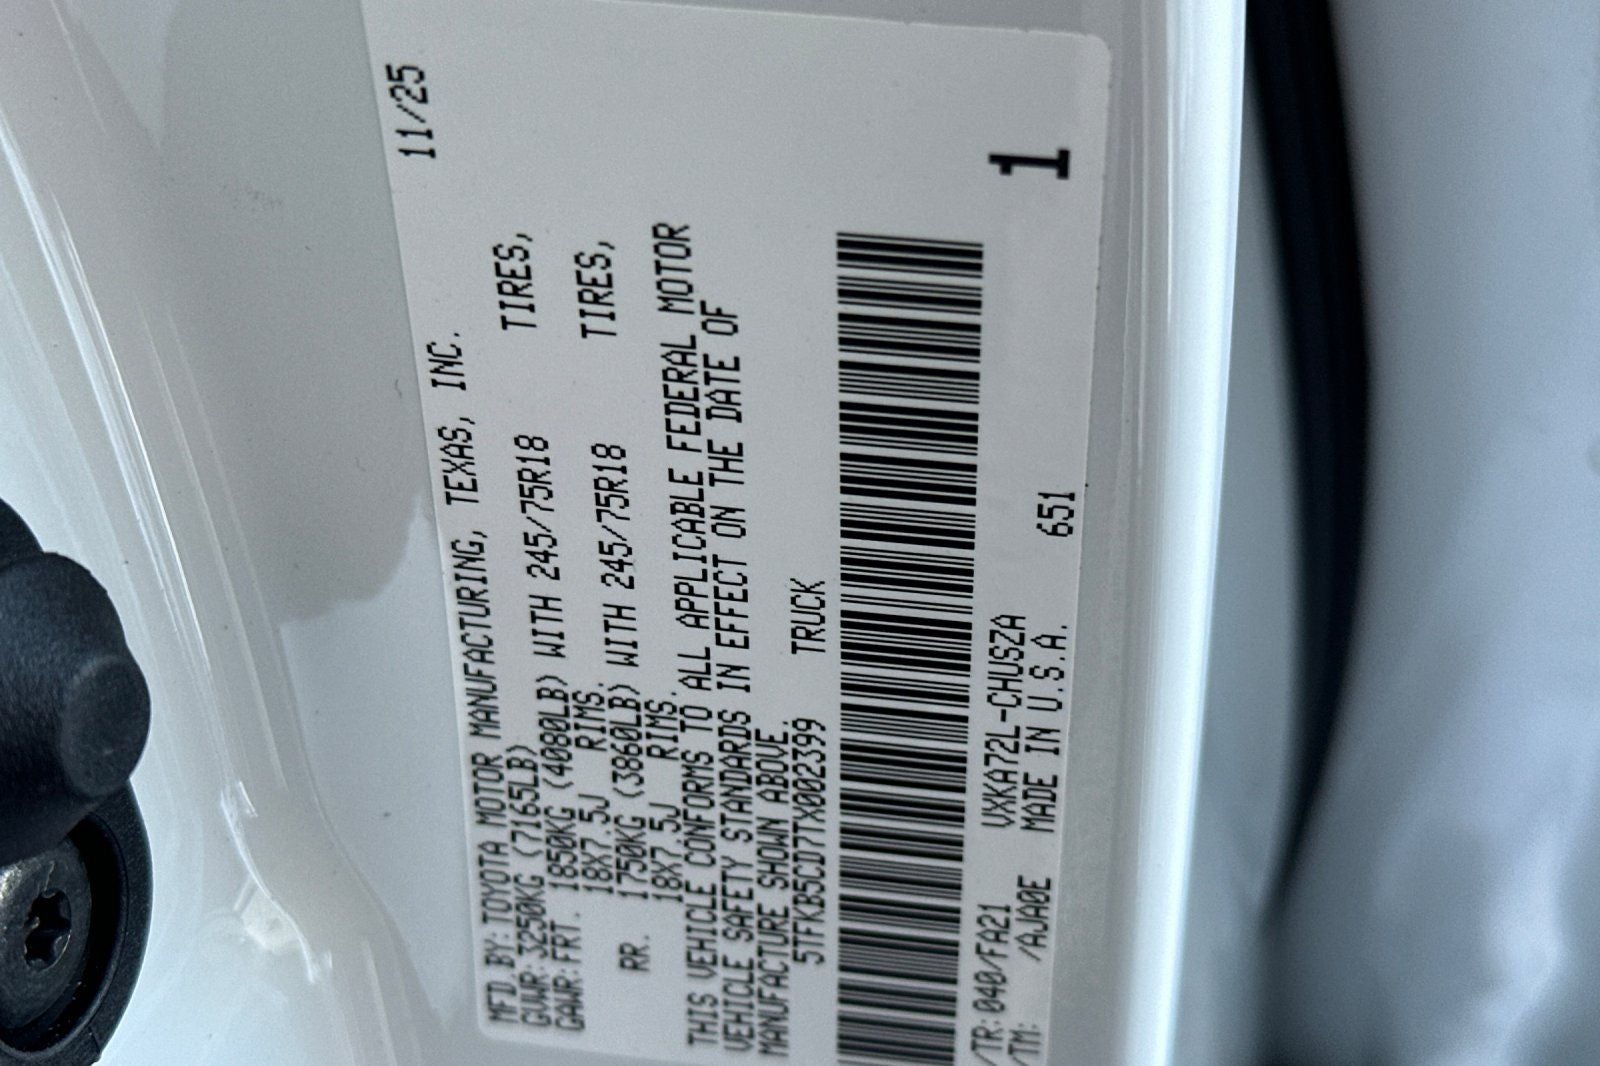 11/25
MFD BY: TOYOTA MOTOR MANUFACTURING, TEXAS, INC.
GVWR: 3250KG (7165LB)
GAWR: FRT. 1850KG (4080LB) WITH 245/75R18 TIRES,
18X7.5J RIMS.
RR. 1750KG (3860LB) WITH 245/75R18 TIRES,
18X7.5J RIMS.
THIS VEHICLE CONFORMS TO ALL APPLICABLE FEDERAL MOTOR
VEHICLE SAFETY STANDARDS IN EFFECT ON THE DATE OF
MANUFACTURE SHOWN ABOVE.
5TFKB5CD7TX002399 TRUCK
1
/TR: 040/FA21 VXKA72L-CHUSZA
/TM: /AJA0E MADE IN U.S.A. 651